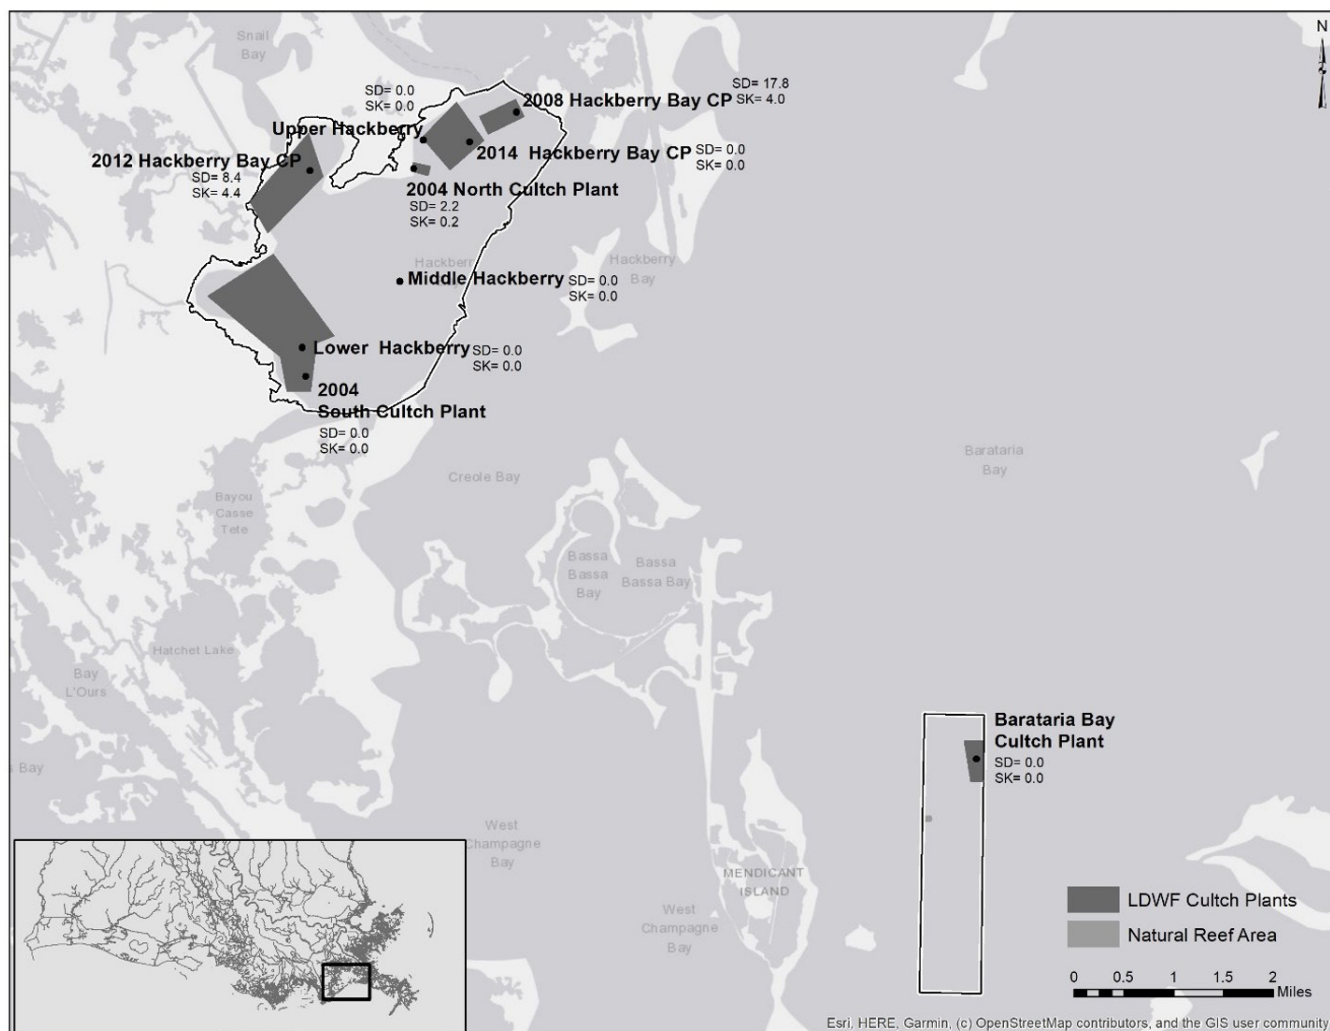 N
Snail
Bay
SD= 0.0
SK= 0.0
SD= 17.8
SK= 4.0
2008 Hackberry Bay CP
Upper Hackberry
2014 Hackberry Bay CP
SD= 0.0
SK= 0.0
2012 Hackberry Bay CP
SD= 8.4
SK= 4.4
2004 North Cultch Plant
SD= 2.2
SK= 0.2
Hackberry
Hackberry
Bay
Middle Hackberry
SD= 0.0
SK= 0.0
Lower Hackberry
SD= 0.0
SK= 0.0
2004
South Cultch Plant
SD= 0.0
SK= 0.0
Barataria
Bay
Creole Bay
Bayou
Casse
Tete
Bassa
Bassa
Bay
Bassa
Bassa Bay
Hatchet Lake
Bay
L'Ours
s Bay
Barataria Bay
Cultch Plant
SD= 0.0
SK= 0.0
West
Champagne
Bay
MENDICANT
ISLAND
West
Champagne
Bay
LDWF Cultch Plants
Natural Reef Area
0 0.5 1 1.5 2
Miles
Esri, HERE, Garmin, (c) OpenStreetMap contributors, and the GIS user community